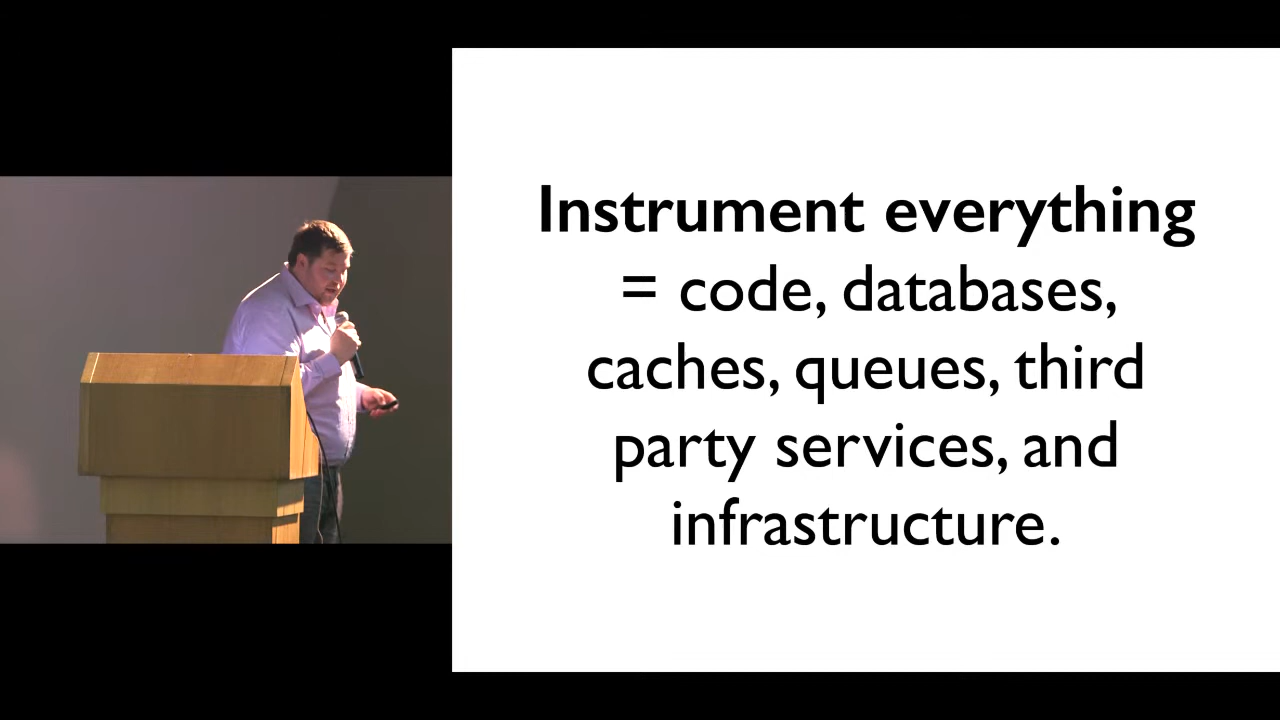 Instrument everything
= code, databases,
caches, queues, third
party services, and
infrastructure.